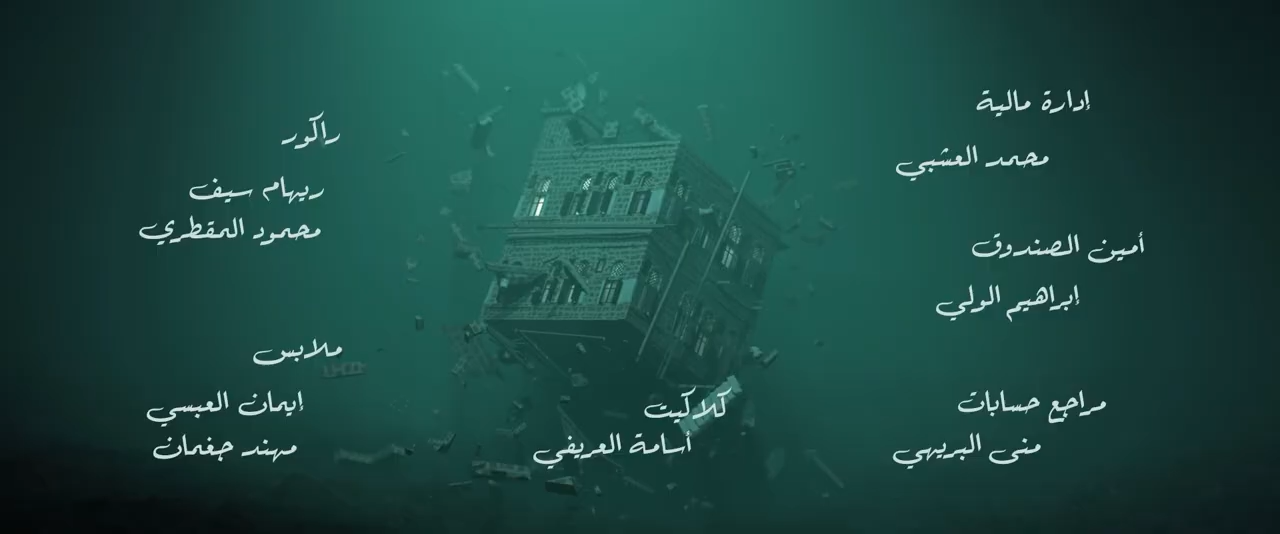 إدارة مالية
محمد العشبي
أمين الصندوق
إبراهيم الولي
مراجع حسابات
منى البريهي
كلاكيت
أسامة العريفي
راكور
ريهام سيف
محمود المقطري
ملابس
إيمان العبسي
مهند جغمان